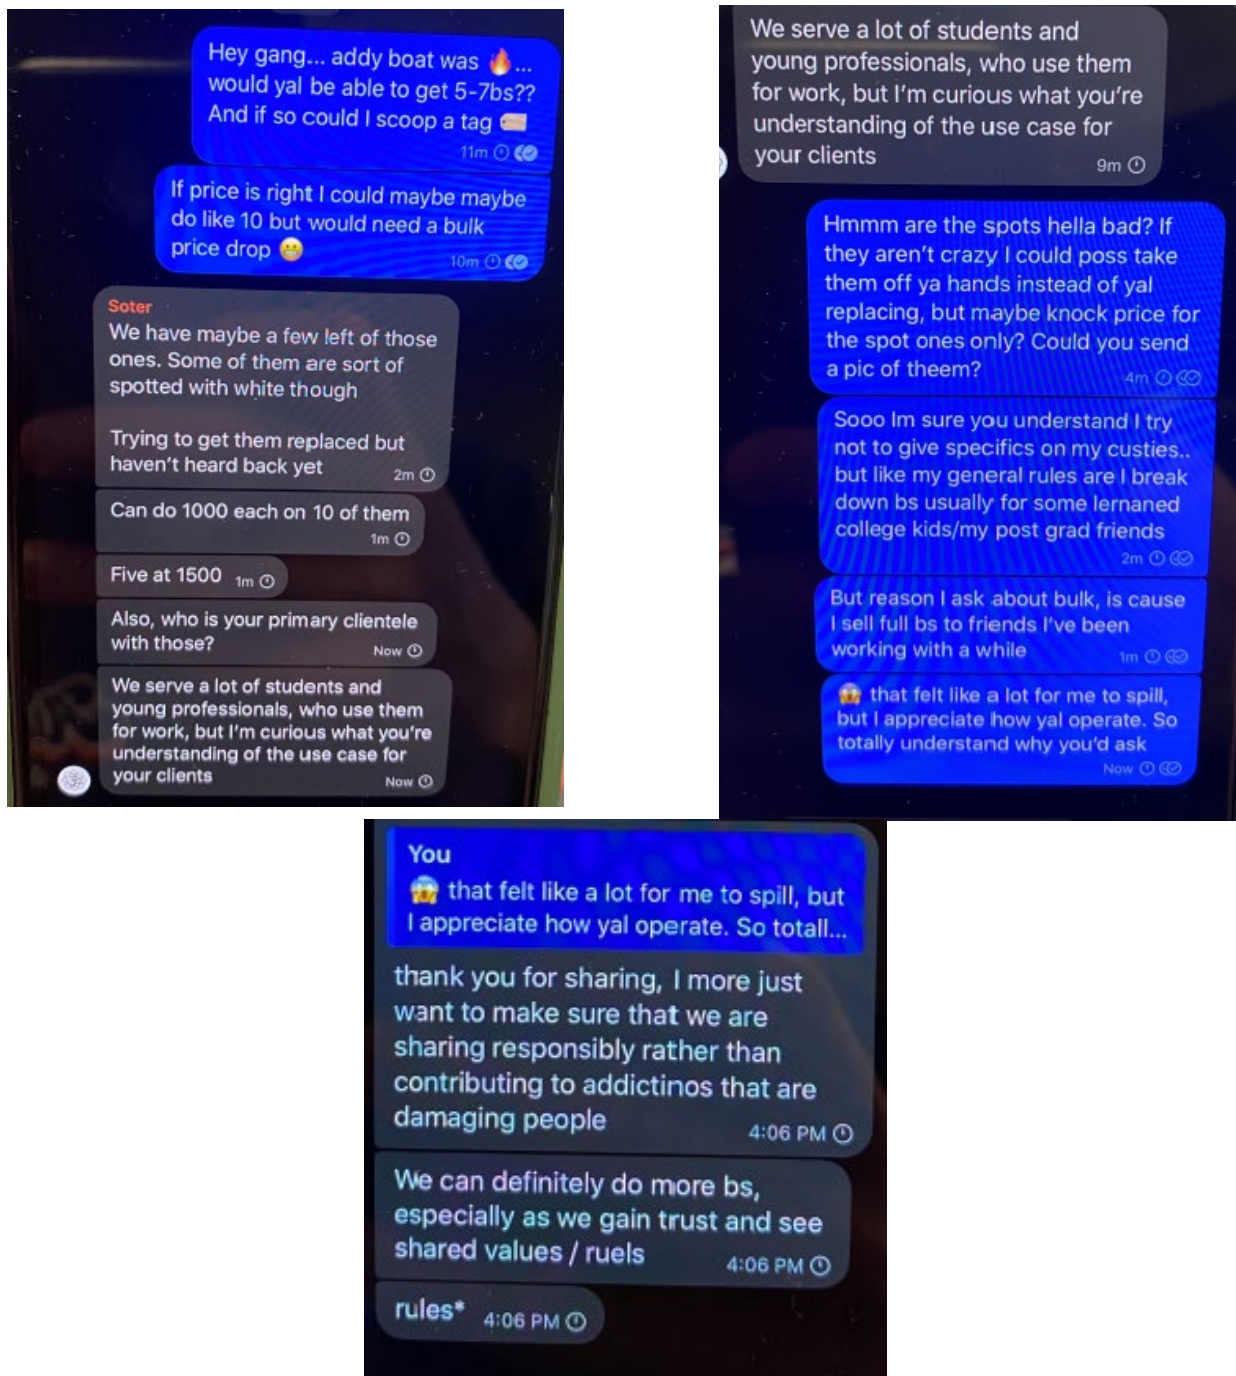 Hey gang... addy boat was 🔥...
would yal be able to get 5-7bs??
And if so could I scoop a tag 🏷️
11m
If price is right I could maybe maybe
do like 10 but would need a bulk
price drop 😬
10m
Soter
We have maybe a few left of those
ones. Some of them are sort of
spotted with white though
Trying to get them replaced but
haven't heard back yet
2m
Can do 1000 each on 10 of them
1m
Five at 1500
1m
Also, who is your primary clientele
with those?
Now
We serve a lot of students and
young professionals, who use them
for work, but I'm curious what you're
understanding of the use case for
your clients
Now
We serve a lot of students and
young professionals, who use them
for work, but I'm curious what you're
understanding of the use case for
your clients
9m
Hmmm are the spots hella bad? If
they aren't crazy I could poss take
them off ya hands instead of yal
replacing, but maybe knock price for
the spot ones only? Could you send
a pic of theem?
4m
Sooo Im sure you understand I try
not to give specifics on my custies..
but like my general rules are I break
down bs usually for some lernaned
college kids/my post grad friends
2m
But reason I ask about bulk, is cause
I sell full bs to friends I've been
working with a while
1m
😱 that felt like a lot for me to spill,
but I appreciate how yal operate. So
totally understand why you'd ask
Now
You
😱 that felt like a lot for me to spill, but
I appreciate how yal operate. So totall...
thank you for sharing, I more just
want to make sure that we are
sharing responsibly rather than
contributing to addictinos that are
damaging people
4:06 PM
We can definitely do more bs,
especially as we gain trust and see
shared values / ruels
4:06 PM
rules*
4:06 PM